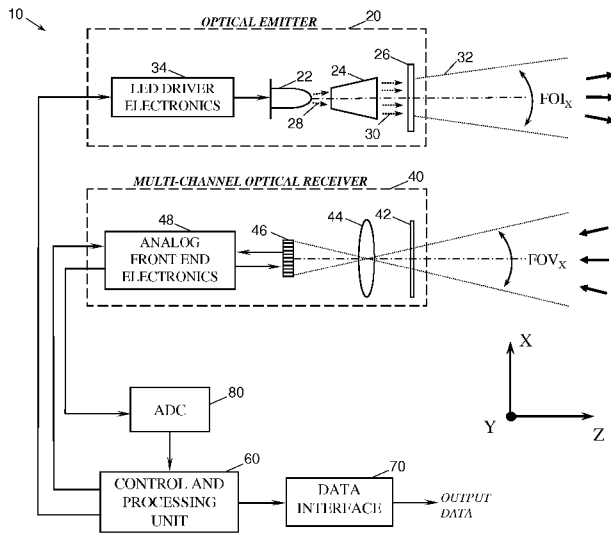 10
OPTICAL EMITTER
20
34
LED DRIVER
ELECTRONICS
22
28
24
30
26
32
FOIX
MULTI-CHANNEL OPTICAL RECEIVER
40
48
ANALOG
FRONT END
ELECTRONICS
46
44
42
FOVX
80
ADC
X
Y
Z
60
CONTROL AND
PROCESSING
UNIT
70
DATA
INTERFACE
OUTPUT
DATA